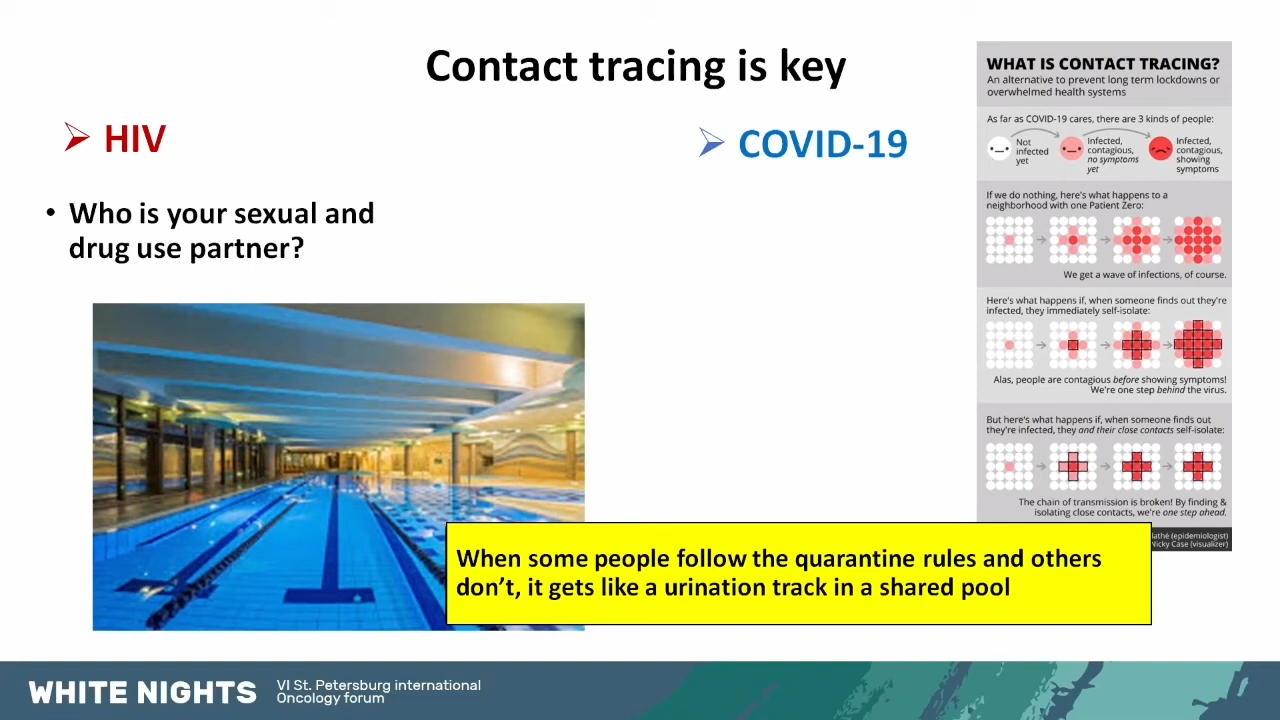 Contact tracing is key
HIV
COVID-19
• Who is your sexual and
drug use partner?
WHAT IS CONTACT TRACING?
An alternative to prevent long term lockdowns or
overwhelmed health systems
As far as COVID-19 cares, there are 3 kinds of people:
Not
infected
yet
Infected,
contagious,
no symptoms
yet
Infected,
contagious,
showing
symptoms
If we do nothing, here's what happens to a
neighborhood with one Patient Zero:
We get a wave of infections, of course.
Here's what happens if, when someone finds out they're
infected, they immediately self-isolate:
Alas, people are contagious before showing symptoms!
We're one step behind the virus.
But here's what happens if, when someone finds out
they're infected, they and their close contacts self-isolate:
The chain of transmission is broken! By finding &
isolating close contacts, we're one step ahead.
(epidemiologist)
Nicky Case (visualizer)
When some people follow the quarantine rules and others
don't, it gets like a urination track in a shared pool
WHITE NIGHTS
VI St. Petersburg international
Oncology forum